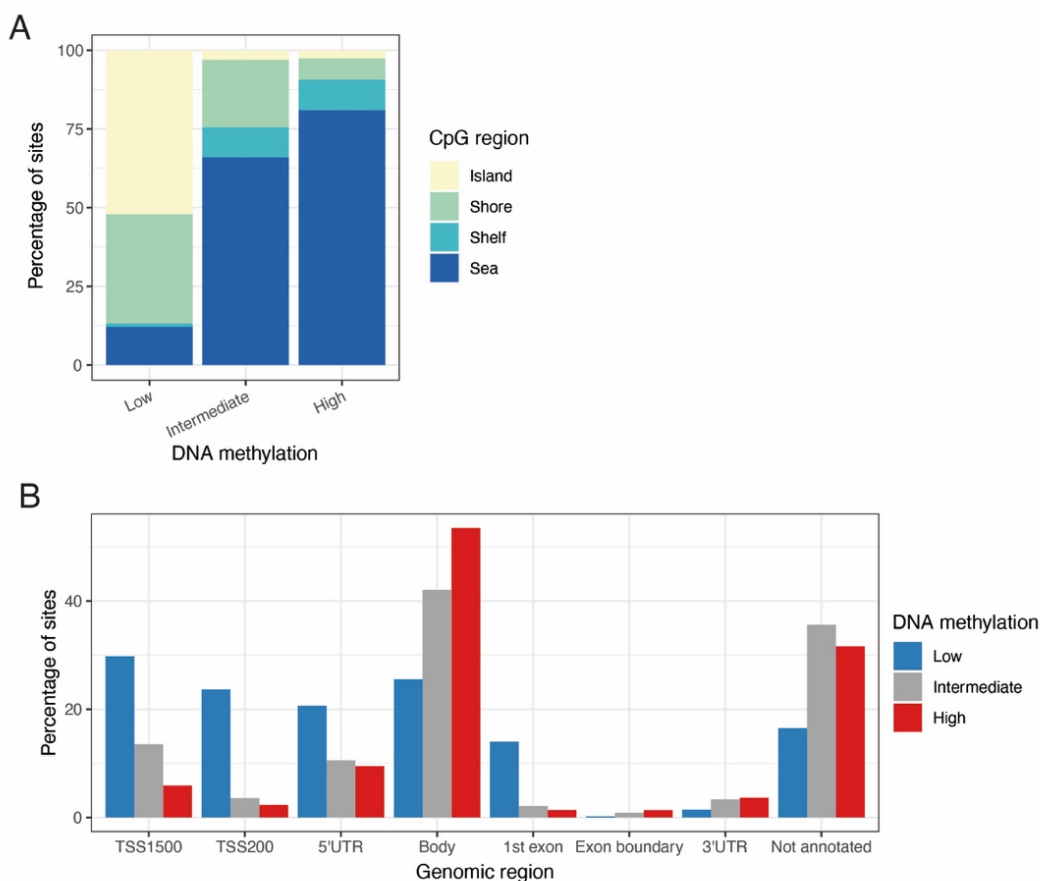 A
100
75
50
25
0
Percentage of sites
Low
Intermediate
High
DNA methylation
CpG region
Island
Shore
Shelf
Sea
B
40
20
0
Percentage of sites
TSS1500
TSS200
5'UTR
Body
1st exon
Exon boundary
3'UTR
Not annotated
Genomic region
DNA methylation
Low
Intermediate
High